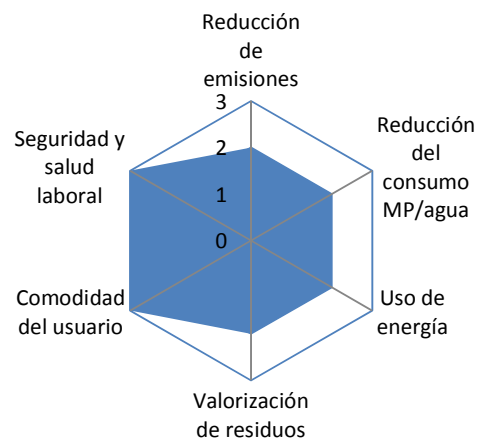 Reducción
de
emisiones
3
2
1
0
Reducción
del
consumo
MP/agua
Uso de
energía
Valorización
de residuos
Comodidad
del usuario
Seguridad y
salud
laboral